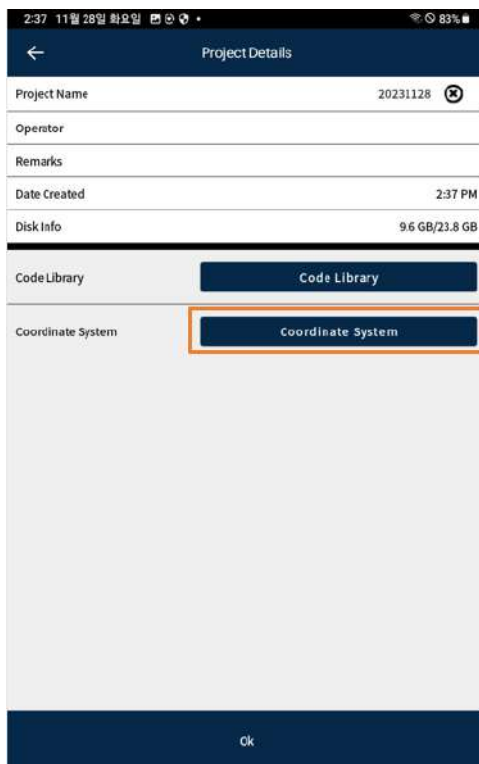 2:37 11월 28일 화요일 83%
Project Details
Project Name 20231128
Operator
Remarks
Date Created 2:37 PM
Disk Info 9.6 GB/23.8 GB
Code Library Code Library
Coordinate System Coordinate System
Ok